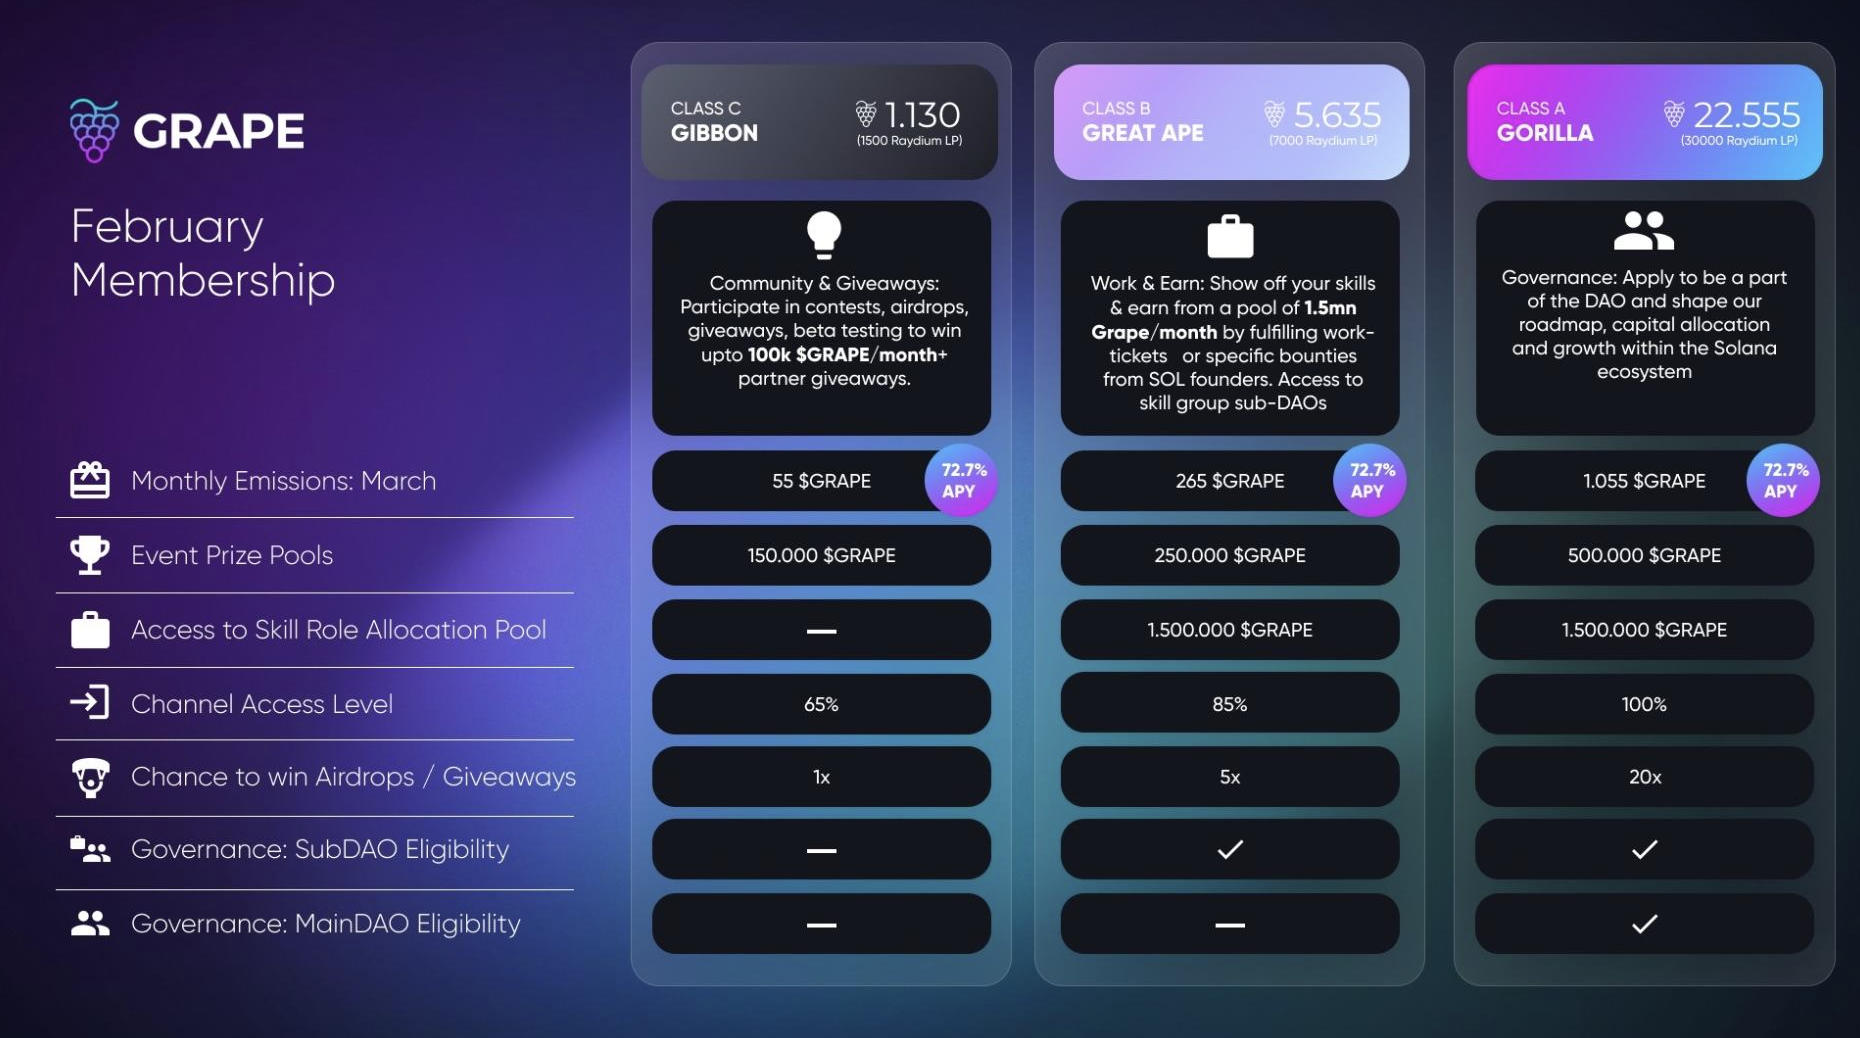 GRAPE
February
Membership
CLASS C
GIBBON
1.130
(1500 Raydium LP)
CLASS B
GREAT APE
5.635
(7000 Raydium LP)
CLASS A
GORILLA
22.555
(30000 Raydium LP)
Community & Giveaways:
Participate in contests, airdrops,
giveaways, beta testing to win
upto 100k $GRAPE/month+
partner giveaways.
Work & Earn: Show off your skills
& earn from a pool of 1.5mn
Grape/month by fulfilling work-
tickets or specific bounties
from SOL founders. Access to
skill group sub-DAOs
Governance: Apply to be a part
of the DAO and shape our
roadmap, capital allocation
and growth within the Solana
ecosystem
Monthly Emissions: March
55 $GRAPE
72.7%
APY
265 $GRAPE
72.7%
APY
1.055 $GRAPE
72.7%
APY
Event Prize Pools
150.000 $GRAPE
250.000 $GRAPE
500.000 $GRAPE
Access to Skill Role Allocation Pool
—
1.500.000 $GRAPE
1.500.000 $GRAPE
Channel Access Level
65%
85%
100%
Chance to win Airdrops / Giveaways
1x
5x
20x
Governance: SubDAO Eligibility
—
✓
✓
Governance: MainDAO Eligibility
—
—
✓